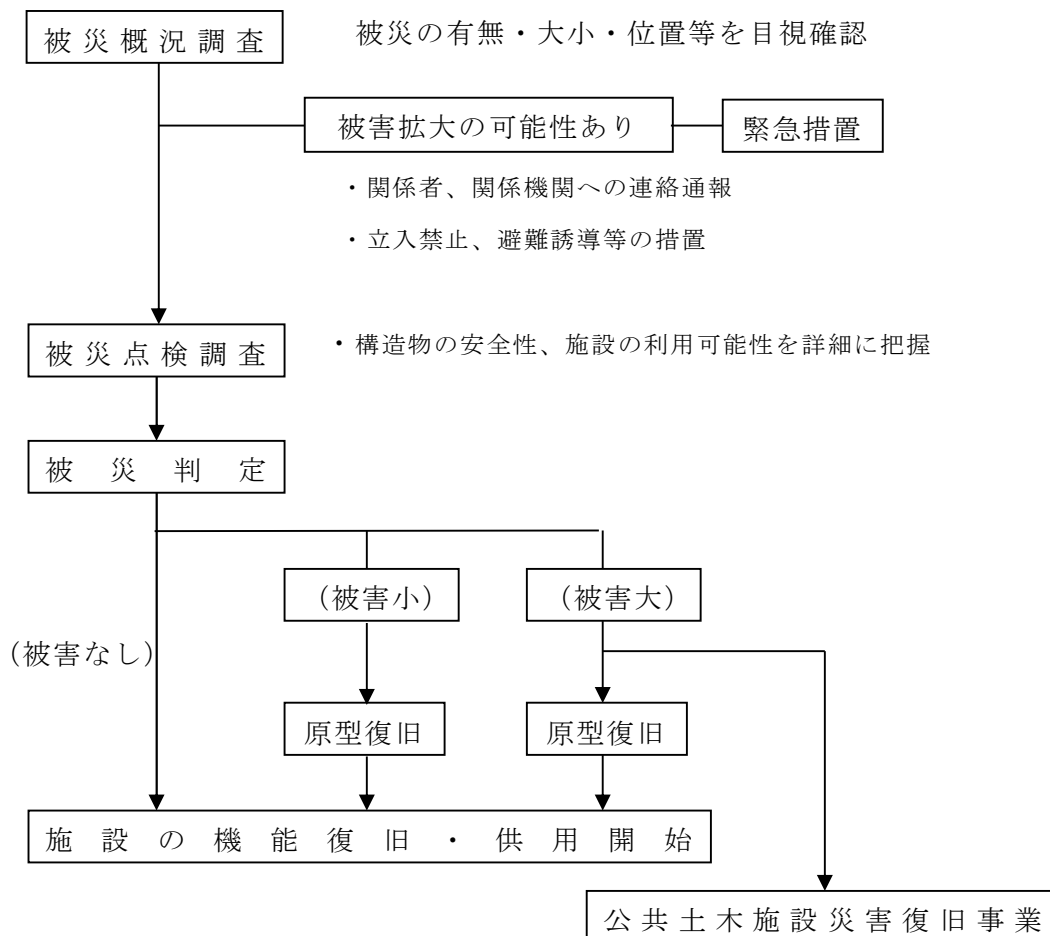 被災概況調査
被災の有無・大小・位置等を目視確認
被害拡大の可能性あり
緊急措置
・関係者、関係機関への連絡通報
・立入禁止、避難誘導等の措置
被災点検調査
・構造物の安全性、施設の利用可能性を詳細に把握
被災判定
(被害小)
(被害大)
(被害なし)
原型復旧
原型復旧
施設の機能復旧・供用開始
公共土木施設災害復旧事業